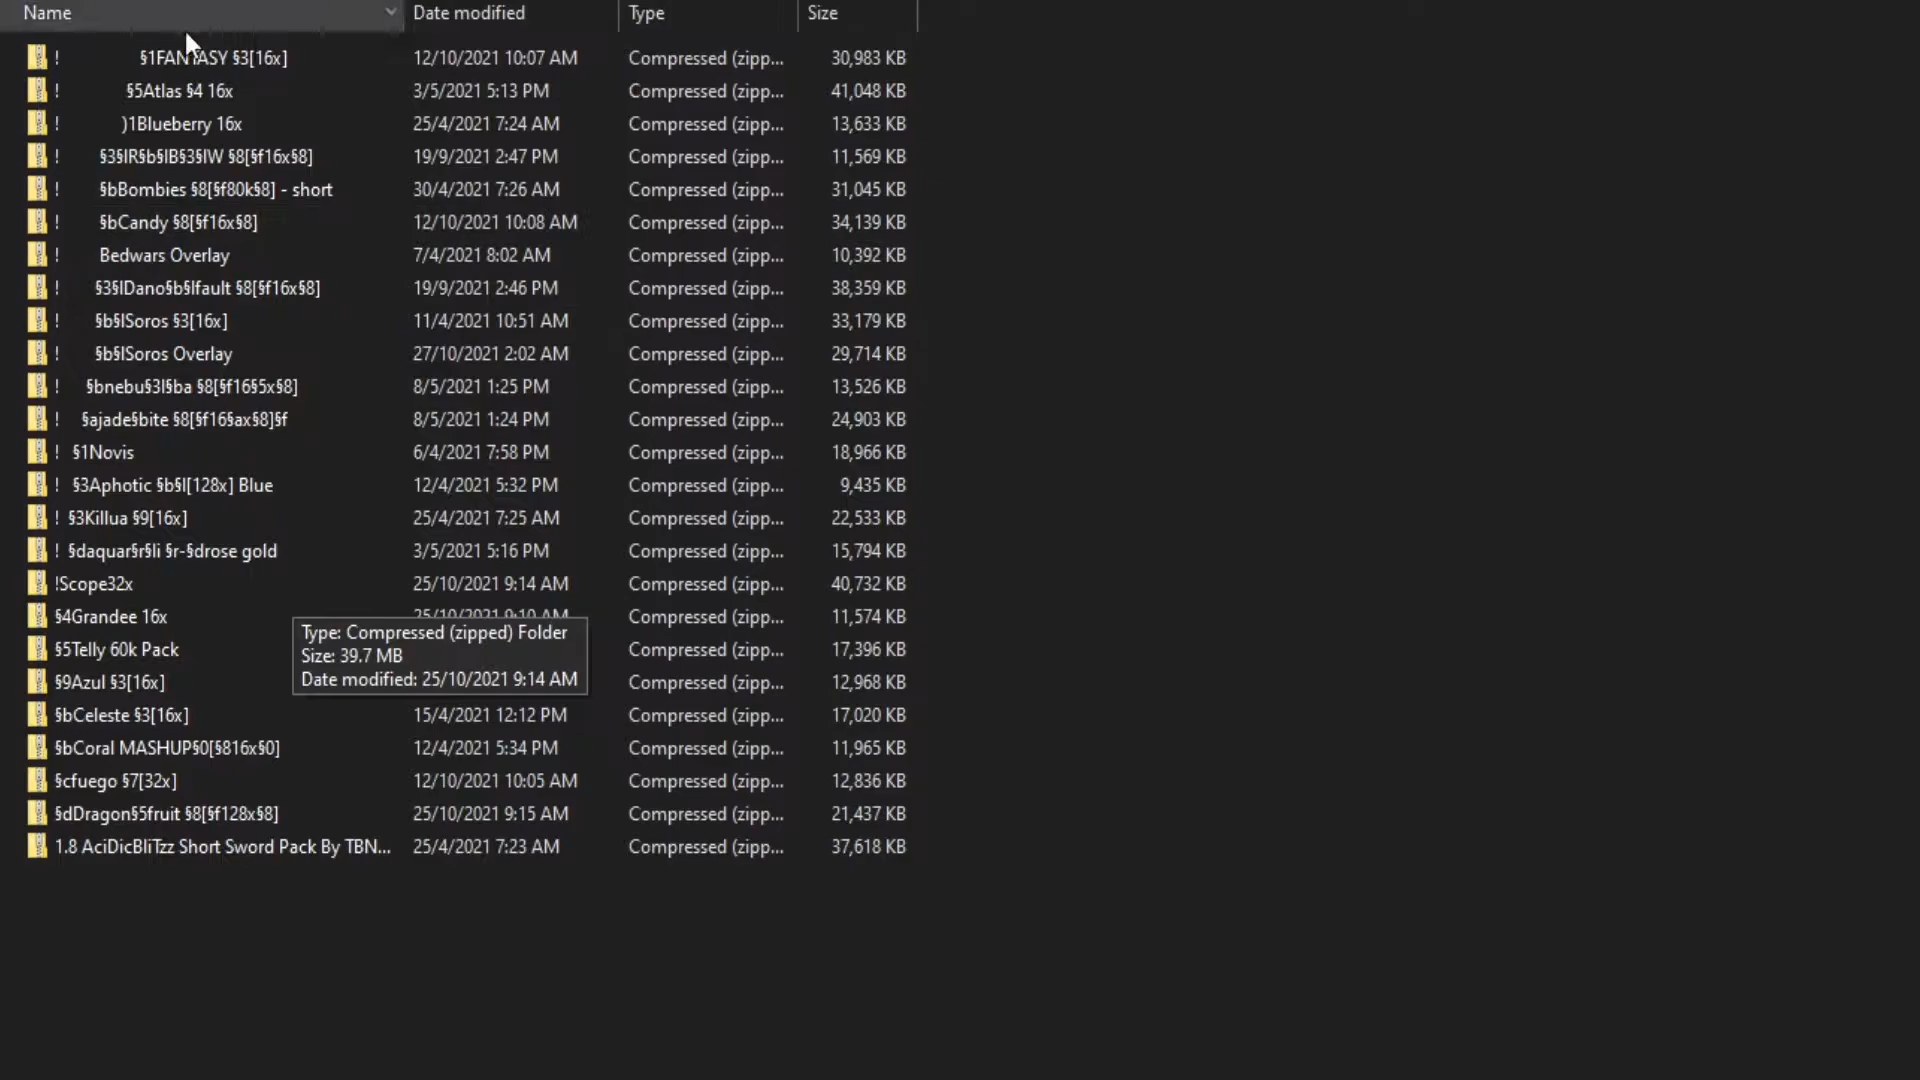 Name Date modified Type Size
! §1FANTASY §3[16x] 12/10/2021 10:07 AM Compressed (zipp... 30,983 KB
! §5Atlas §4 16x 3/5/2021 5:13 PM Compressed (zipp... 41,048 KB
! )1Blueberry 16x 25/4/2021 7:24 AM Compressed (zipp... 13,633 KB
! §3§lR§b§lB§3§lW §8[§f16x§8] 19/9/2021 2:47 PM Compressed (zipp... 11,569 KB
! §bBombies §8[§f80k§8] - short 30/4/2021 7:26 AM Compressed (zipp... 31,045 KB
! §bCandy §8[§f16x§8] 12/10/2021 10:08 AM Compressed (zipp... 34,139 KB
! Bedwars Overlay 7/4/2021 8:02 AM Compressed (zipp... 10,392 KB
! §3§lDano§b§lfault §8[§f16x§8] 19/9/2021 2:46 PM Compressed (zipp... 38,359 KB
! §b§lSoros §3[16x] 11/4/2021 10:51 AM Compressed (zipp... 33,179 KB
! §b§lSoros Overlay 27/10/2021 2:02 AM Compressed (zipp... 29,714 KB
! §bnebu§3l§ba §8[§f16§5x§8] 8/5/2021 1:25 PM Compressed (zipp... 13,526 KB
! §ajade§bite §8[§f16§ax§8]§f 8/5/2021 1:24 PM Compressed (zipp... 24,903 KB
! §1Novis 6/4/2021 7:58 PM Compressed (zipp... 18,966 KB
! §3Aphotic §b§l[128x] Blue 12/4/2021 5:32 PM Compressed (zipp... 9,435 KB
! §3Killua §9[16x] 25/4/2021 7:25 AM Compressed (zipp... 22,533 KB
! §daquar§r§li §r-§drose gold 3/5/2021 5:16 PM Compressed (zipp... 15,794 KB
!Scope32x 25/10/2021 9:14 AM Compressed (zipp... 40,732 KB
§4Grandee 16x 25/10/2021 9:10 AM Compressed (zipp... 11,574 KB
Type: Compressed (zipped) Folder
Size: 39.7 MB
Date modified: 25/10/2021 9:14 AM
§5Telly 60k Pack Compressed (zipp... 17,396 KB
§9Azul §3[16x] Compressed (zipp... 12,968 KB
§bCeleste §3[16x] 15/4/2021 12:12 PM Compressed (zipp... 17,020 KB
§bCoral MASHUP§0[§816x§0] 12/4/2021 5:34 PM Compressed (zipp... 11,965 KB
§cfuego §7[32x] 12/10/2021 10:05 AM Compressed (zipp... 12,836 KB
§dDragon§5fruit §8[§f128x§8] 25/10/2021 9:15 AM Compressed (zipp... 21,437 KB
1.8 AciDicBliTzz Short Sword Pack By TBN... 25/4/2021 7:23 AM Compressed (zipp... 37,618 KB